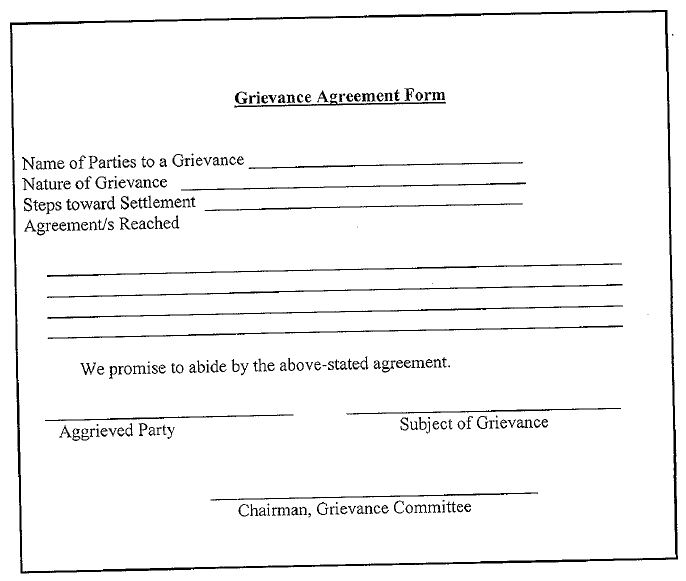 Grievance Agreement Form
Name of Parties to a Grievance
Nature of Grievance
Steps toward Settlement
Agreement/s Reached
We promise to abide by the above-stated agreement.
Aggrieved Party
Subject of Grievance
Chairman, Grievance Committee